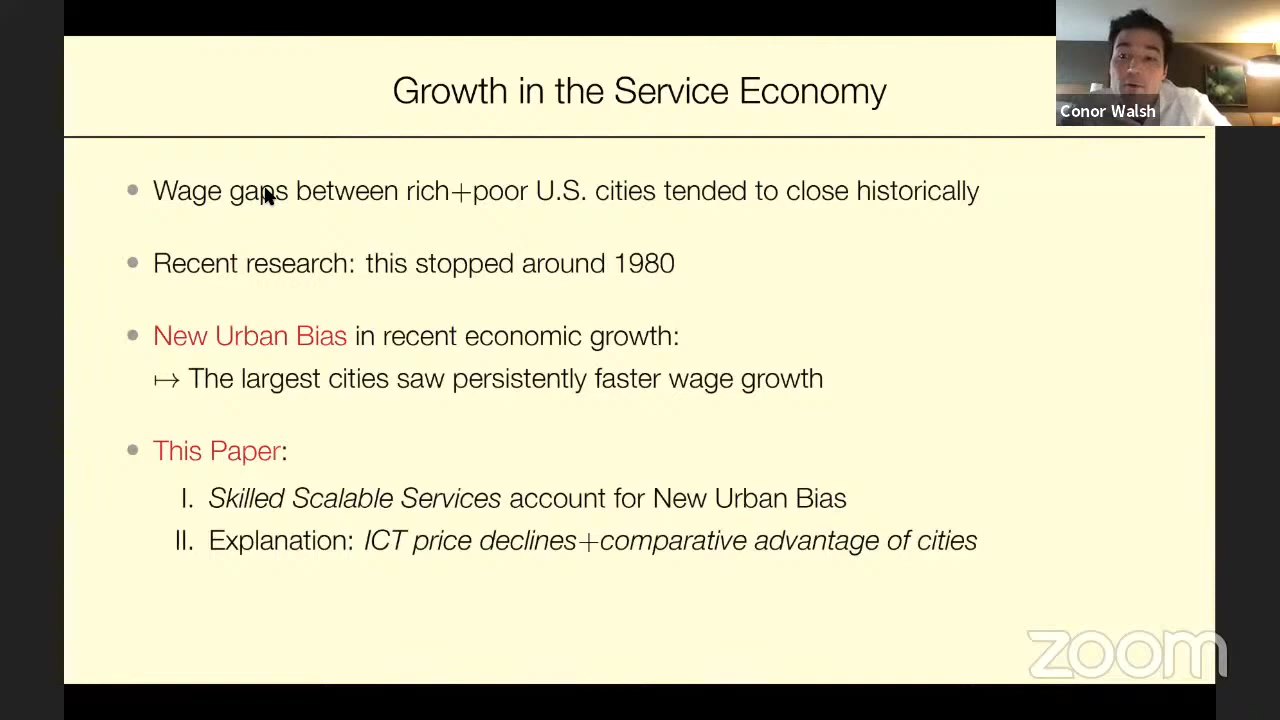 Growth in the Service Economy
Conor Walsh
• Wage gaps between rich+poor U.S. cities tended to close historically
• Recent research: this stopped around 1980
• New Urban Bias in recent economic growth:
↦ The largest cities saw persistently faster wage growth
• This Paper:
I. Skilled Scalable Services account for New Urban Bias
II. Explanation: ICT price declines+comparative advantage of cities
zoom